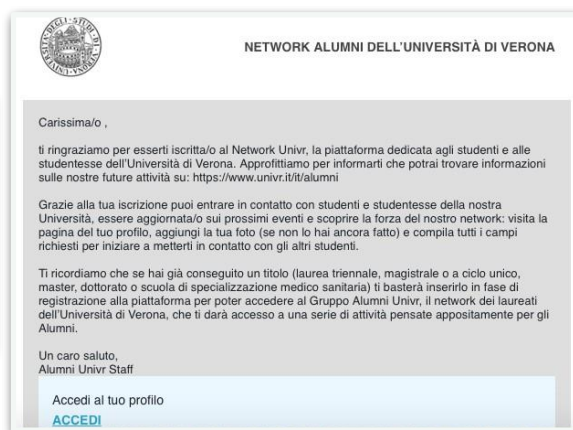 NETWORK ALUMNI DELL'UNIVERSITÀ DI VERONA
Carissima/o ,
ti ringraziamo per esserti iscritta/o al Network Univr, la piattaforma dedicata agli studenti e alle
studentesse dell'Università di Verona. Approfittiamo per informarti che potrai trovare informazioni
sulle nostre future attività su: https://www.univr.it/it/alumni
Grazie alla tua iscrizione puoi entrare in contatto con studenti e studentesse della nostra
Università, essere aggiornata/o sui prossimi eventi e scoprire la forza del nostro network: visita la
pagina del tuo profilo, aggiungi la tua foto (se non lo hai ancora fatto) e compila tutti i campi
richiesti per iniziare a metterti in contatto con gli altri studenti.
Ti ricordiamo che se hai già conseguito un titolo (laurea triennale, magistrale o a ciclo unico,
master, dottorato o scuola di specializzazione medico sanitaria) ti basterà inserirlo in fase di
registrazione alla piattaforma per poter accedere al Gruppo Alumni Univr, il network dei laureati
dell'Università di Verona, che ti darà accesso a una serie di attività pensate appositamente per gli
Alumni.
Un caro saluto,
Alumni Univr Staff
Accedi al tuo profilo
ACCEDI